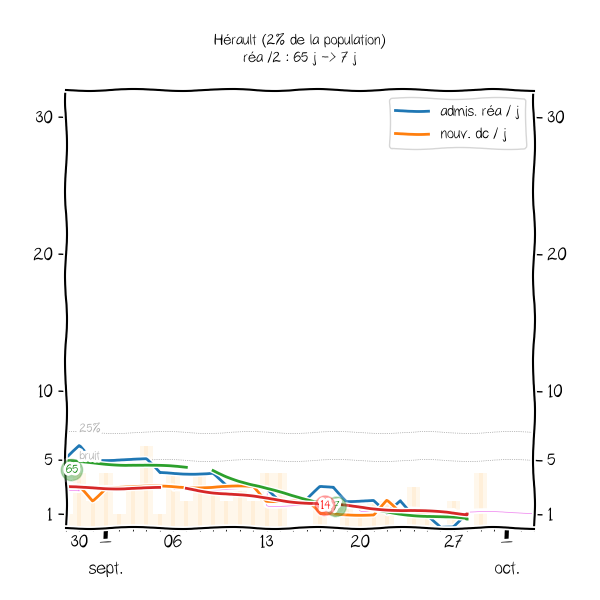 Hérault (2% de la population)
réa /2 : 65 j -> 7 j
admis. réa / j
nouv. dc / j
30
30
20
20
10
10
25%
bruit
5
5
65
14
7
1
1
30
06
13
20
27
sept.
oct.